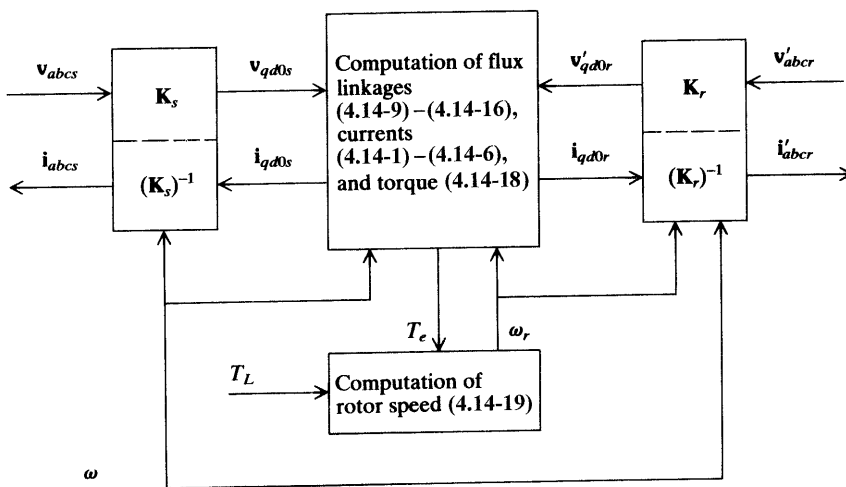 v_abcs
K_s
v_qd0s
Computation of flux
linkages
(4.14-9) – (4.14-16),
currents
(4.14-1) – (4.14-6),
and torque (4.14-18)
v′_qd0r
K_r
v′_abcr
i_abcs
(K_s)^-1
i_qd0s
i_qd0r
(K_r)^-1
i′_abcr
T_e
ω_r
T_L
Computation of
rotor speed (4.14-19)
ω